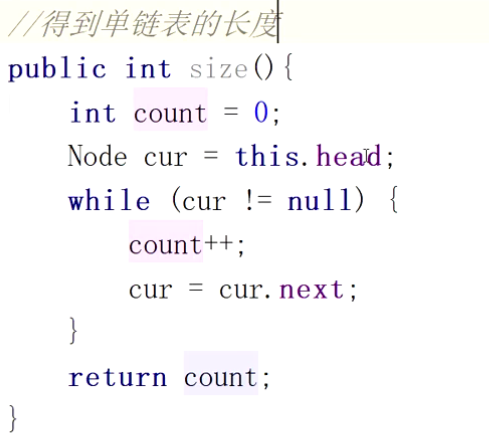 //得到单链表的长度
public int size(){
    int count = 0;
    Node cur = this.head;
    while (cur != null) {
        count++;
        cur = cur.next;
    }
    return count;
}